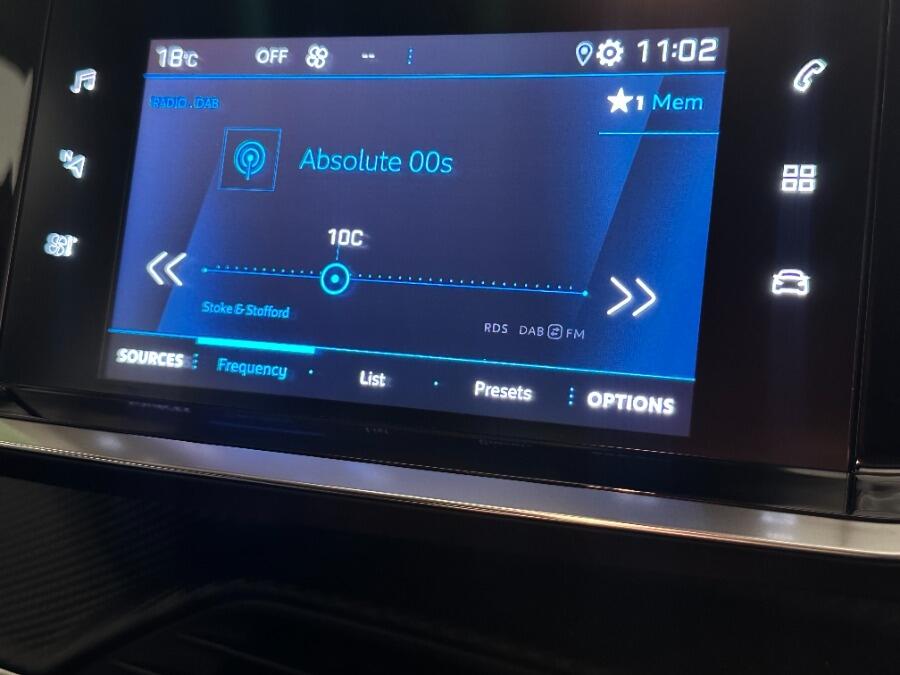 18°C OFF -- 11:02
RADIO . DAB
1 Mem
Absolute 00s
10C
Stoke & Stafford
RDS DAB FM
SOURCES Frequency List Presets OPTIONS
N